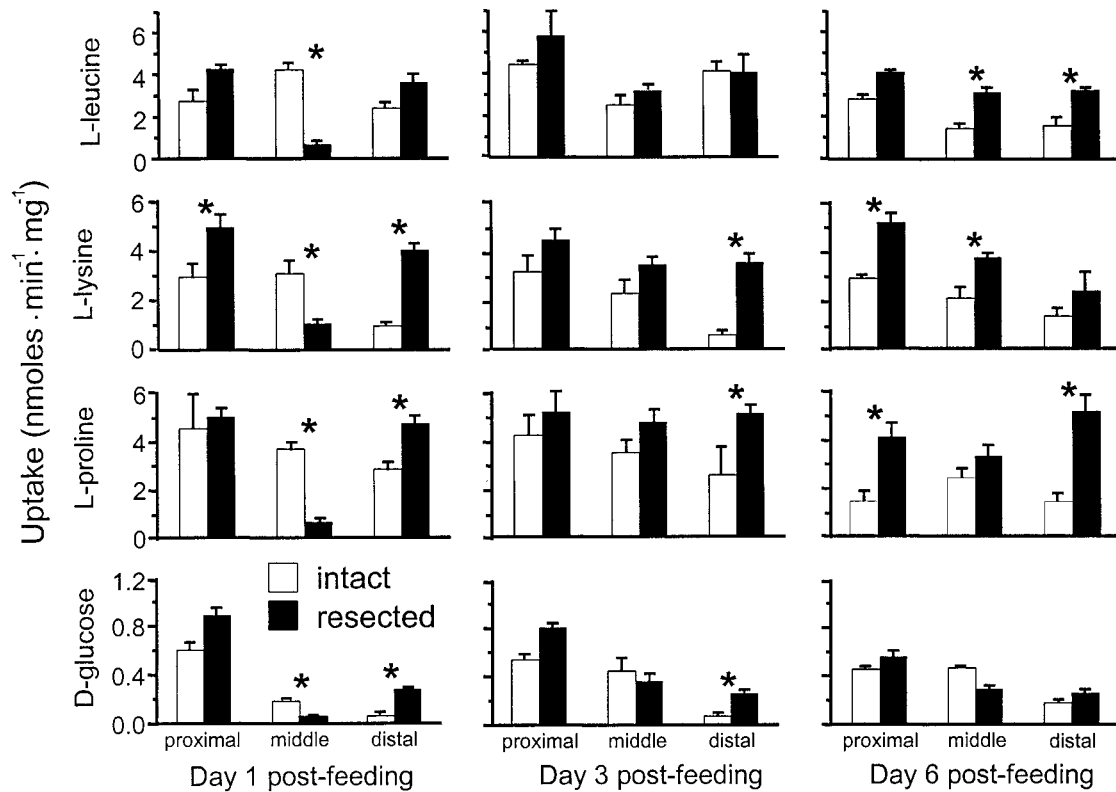 Uptake (nmoles · min⁻¹ · mg⁻¹)
L-leucine
6
4
2
0
*
* *
L-lysine
6
4
2
0
* * *
*
* *
L-proline
6
4
2
0
* *
*
* *
D-glucose
1.2
0.8
0.4
0.0
intact
resected
* *
*
proximal middle distal
proximal middle distal
proximal middle distal
Day 1 post-feeding
Day 3 post-feeding
Day 6 post-feeding